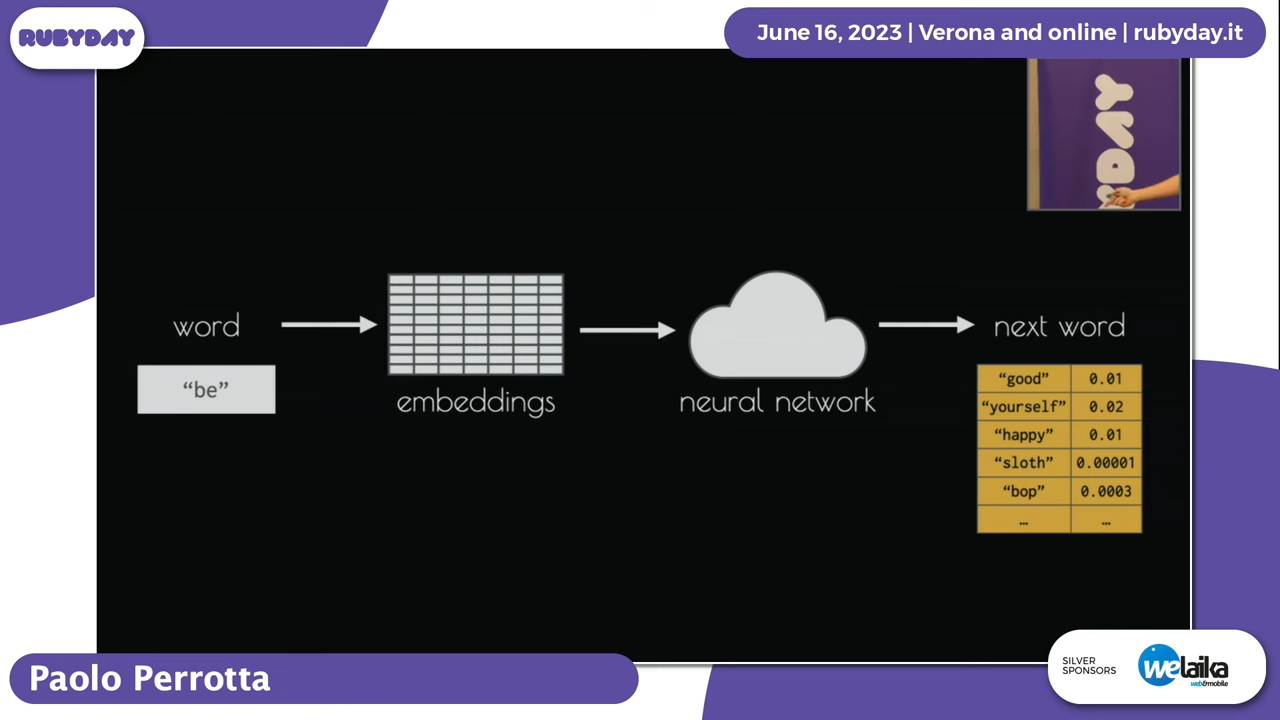 RUBYDAY
June 16, 2023 | Verona and online | rubyday.it
word
“be”
embeddings
neural network
next word
“good” 0.01
“yourself” 0.02
“happy” 0.01
“sloth” 0.00001
“bop” 0.0003
… …
Paolo Perrotta
SILVER
SPONSORS
welaika
web&mobile